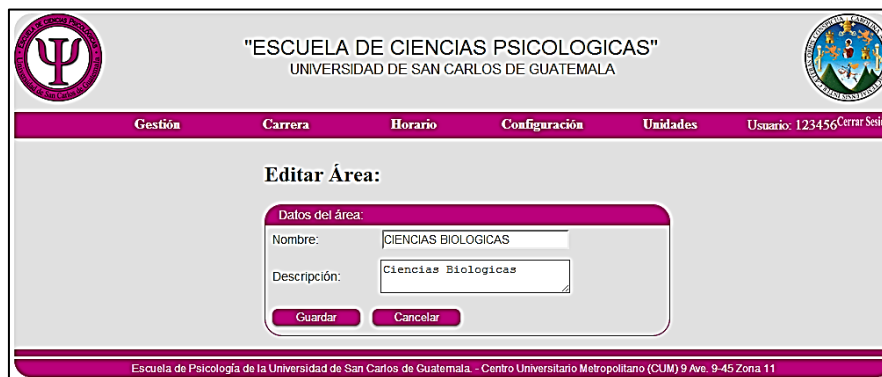 "ESCUELA DE CIENCIAS PSICOLOGICAS"
UNIVERSIDAD DE SAN CARLOS DE GUATEMALA
Gestión Carrera Horario Configuración Unidades Usuario: 123456 Cerrar
Editar Área:
Datos del área:
Nombre: CIENCIAS BIOLOGICAS
Descripción: Ciencias Biologicas
Guardar Cancelar
Escuela de Psicología de la Universidad de San Carlos de Guatemala. - Centro Universitario Metropolitano (CUM) 9 Ave. 9-45 Zona 11